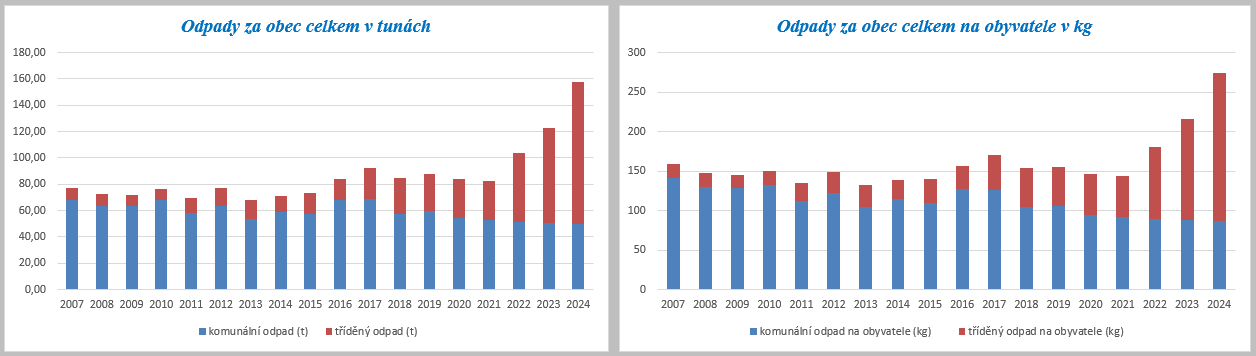 Odpady za obec celkem v tunách
180,00
160,00
140,00
120,00
100,00
80,00
60,00
40,00
20,00
0,00
2007 2008 2009 2010 2011 2012 2013 2014 2015 2016 2017 2018 2019 2020 2021 2022 2023 2024
komunální odpad (t) tříděný odpad (t)
Odpady za obec celkem na obyvatele v kg
300
250
200
150
100
50
0
2007 2008 2009 2010 2011 2012 2013 2014 2015 2016 2017 2018 2019 2020 2021 2022 2023 2024
komunální odpad na obyvatele (kg) tříděný odpad na obyvatele (kg)